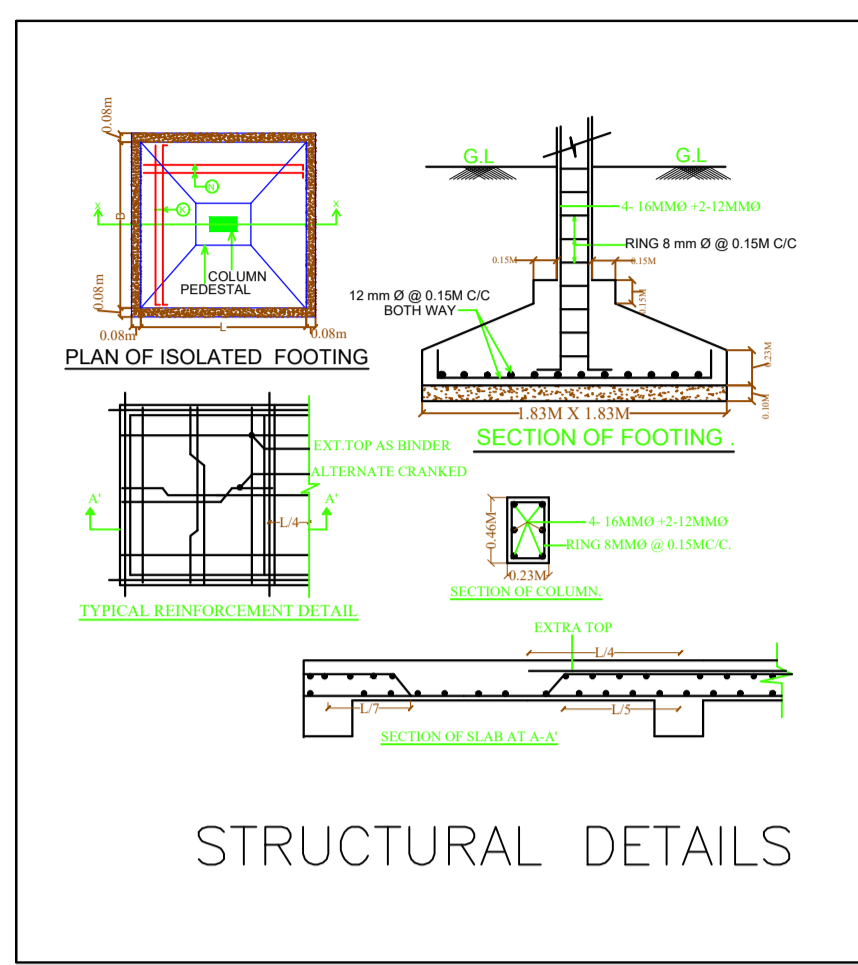 0.08m
B
0.08m
N
K
x
x
COLUMN
PEDESTAL
0.08m
L
0.08m
PLAN OF ISOLATED FOOTING
G.L
G.L
4- 16MMØ +2-12MMØ
RING 8 mm Ø @ 0.15M C/C
0.15M
0.15M
0.15M
12 mm Ø @ 0.15M C/C
BOTH WAY
0.23M
0.10M
1.83M X 1.83M
SECTION OF FOOTING .
EXT.TOP AS BINDER
ALTERNATE CRANKED
A'
A'
L/4
TYPICAL REINFORCEMENT DETAIL
0.46M
4- 16MMØ +2-12MMØ
RING 8MMØ @ 0.15MC/C.
0.23M
SECTION OF COLUMN.
EXTRA TOP
L/4
L/7
L/5
SECTION OF SLAB AT A-A'
STRUCTURAL DETAILS